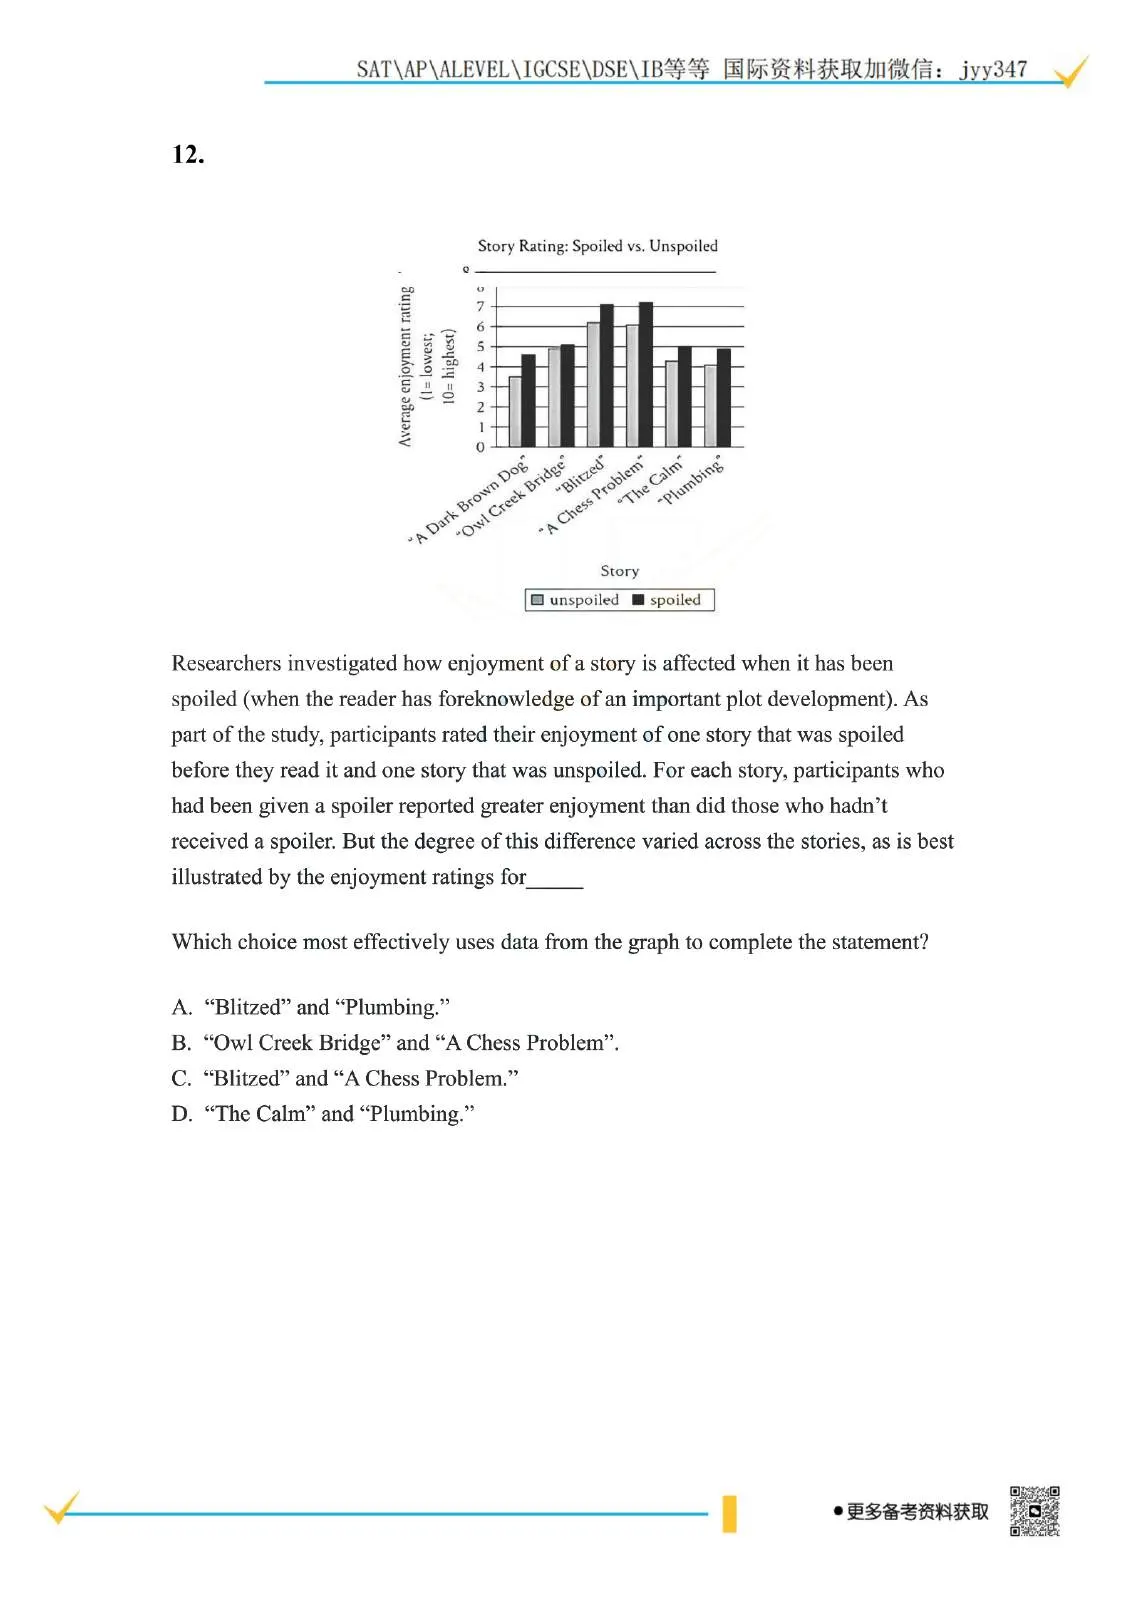 SAT\AP\ALEVEL\IGCSE\DSE\IB等等 国际资料获取加微信：jyy347
12.
Story Rating: Spoiled vs. Unspoiled
Average enjoyment rating
(1= lowest;
10= highest)
7
6
5
4
3
2
1
0
"A Dark Brown Dog"
"Owl Creek Bridge"
"Blitzed"
"A Chess Problem"
"The Calm"
"Plumbing"
Story
unspoiled spoiled
Researchers investigated how enjoyment of a story is affected when it has been
spoiled (when the reader has foreknowledge of an important plot development). As
part of the study, participants rated their enjoyment of one story that was spoiled
before they read it and one story that was unspoiled. For each story, participants who
had been given a spoiler reported greater enjoyment than did those who hadn’t
received a spoiler. But the degree of this difference varied across the stories, as is best
illustrated by the enjoyment ratings for_____
Which choice most effectively uses data from the graph to complete the statement?
A. “Blitzed” and “Plumbing.”
B. “Owl Creek Bridge” and “A Chess Problem”.
C. “Blitzed” and “A Chess Problem.”
D. “The Calm” and “Plumbing.”
●更多备考资料获取